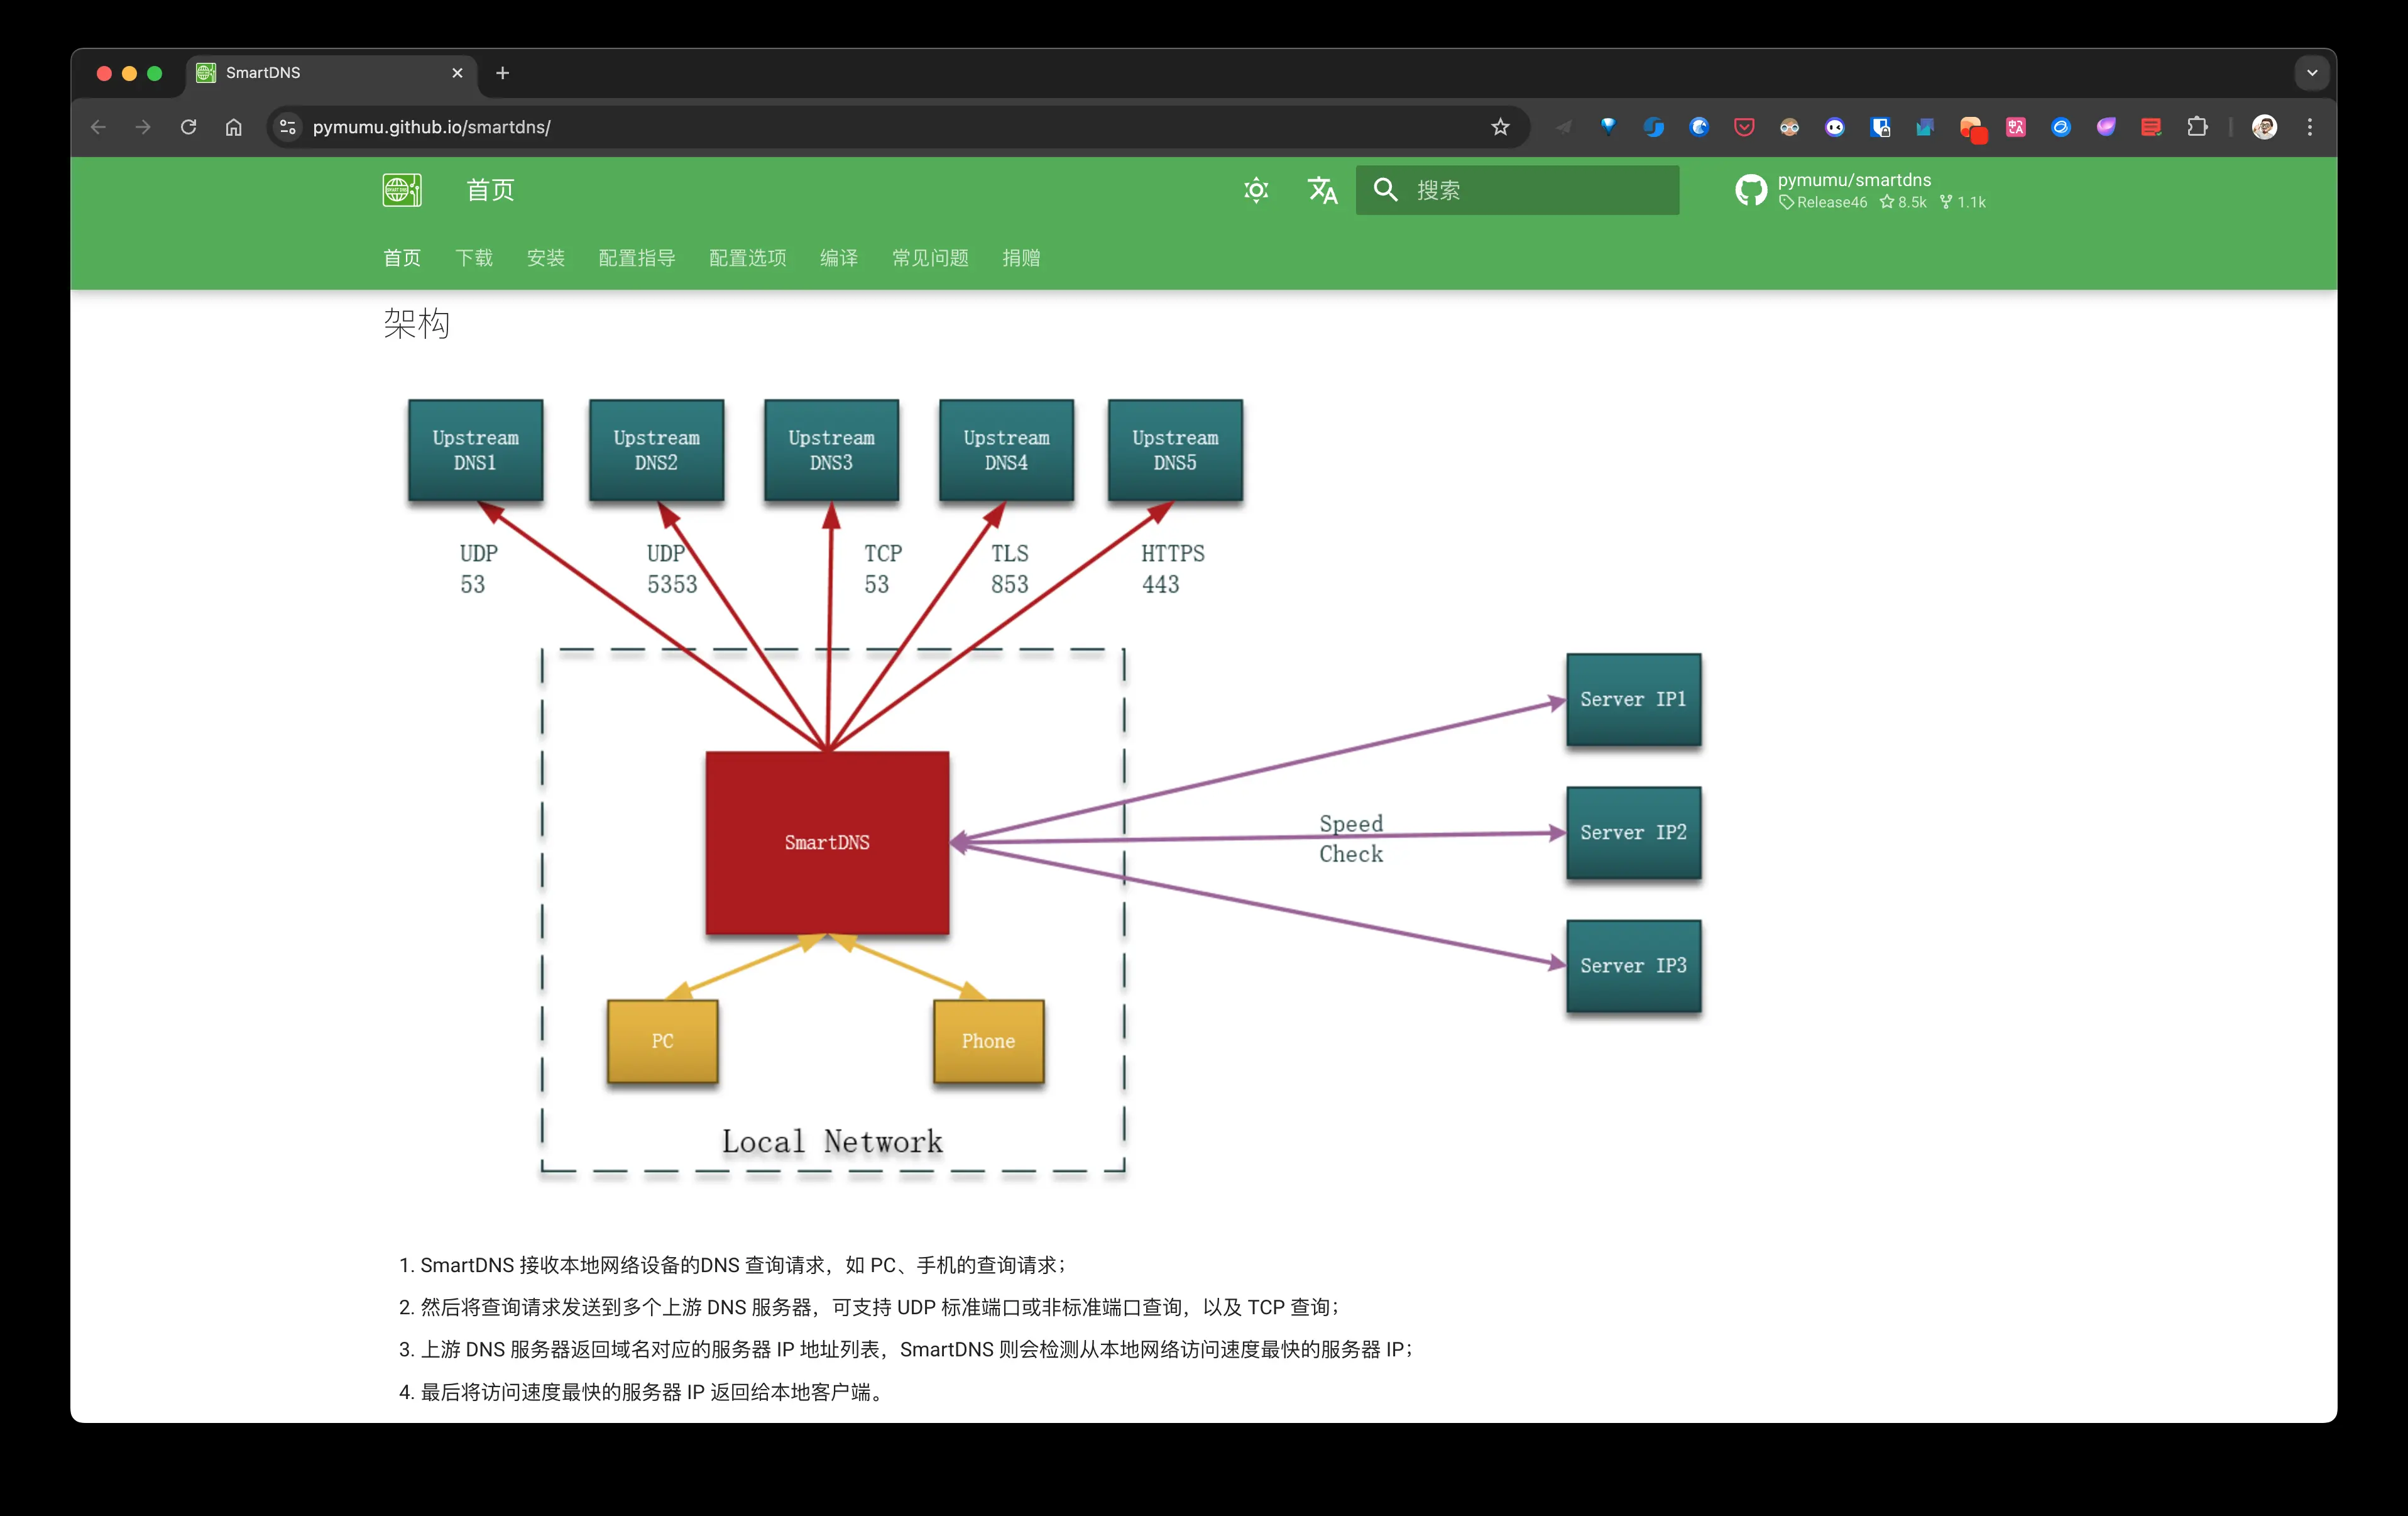 SmartDNS
pymumu.github.io/smartdns/
首页
搜索
pymumu/smartdns
Release46 8.5k 1.1k
首页 下载 安装 配置指导 配置选项 编译 常见问题 捐赠
架构
Upstream DNS1
Upstream DNS2
Upstream DNS3
Upstream DNS4
Upstream DNS5
UDP 53
UDP 5353
TCP 53
TLS 853
HTTPS 443
Server IP1
Speed Check
Server IP2
SmartDNS
Server IP3
PC
Phone
Local Network
1. SmartDNS 接收本地网络设备的DNS 查询请求，如 PC、手机的查询请求；
2. 然后将查询请求发送到多个上游 DNS 服务器，可支持 UDP 标准端口或非标准端口查询，以及 TCP 查询；
3. 上游 DNS 服务器返回域名对应的服务器 IP 地址列表，SmartDNS 则会检测从本地网络访问速度最快的服务器 IP；
4. 最后将访问速度最快的服务器 IP 返回给本地客户端。